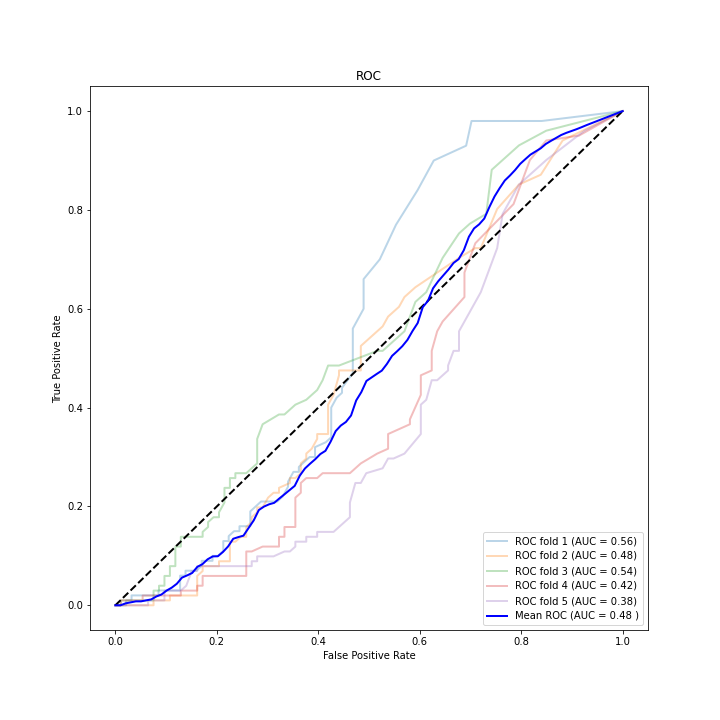 ROC
1.0
0.8
0.6
0.4
0.2
0.0
True Positive Rate
0.0 0.2 0.4 0.6 0.8 1.0
False Positive Rate
ROC fold 1 (AUC = 0.56)
ROC fold 2 (AUC = 0.48)
ROC fold 3 (AUC = 0.54)
ROC fold 4 (AUC = 0.42)
ROC fold 5 (AUC = 0.38)
Mean ROC (AUC = 0.48 )